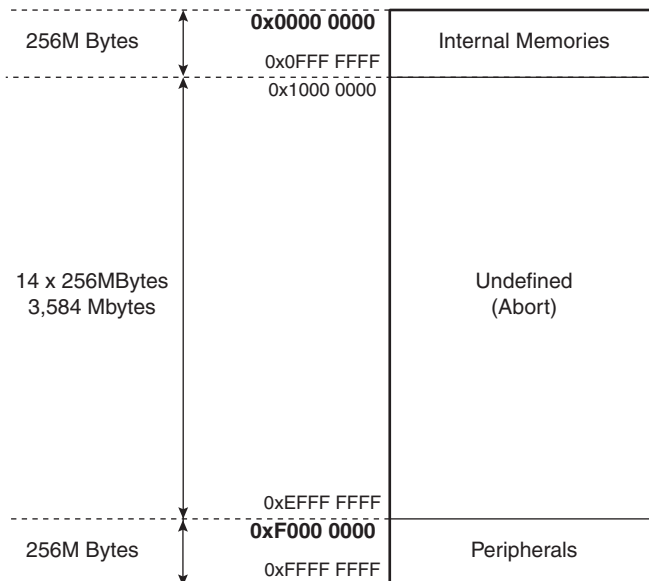 256M Bytes
0x0000 0000
0x0FFF FFFF
Internal Memories
0x1000 0000
14 x 256MBytes
3,584 Mbytes
Undefined
(Abort)
0xEFFF FFFF
256M Bytes
0xF000 0000
0xFFFF FFFF
Peripherals